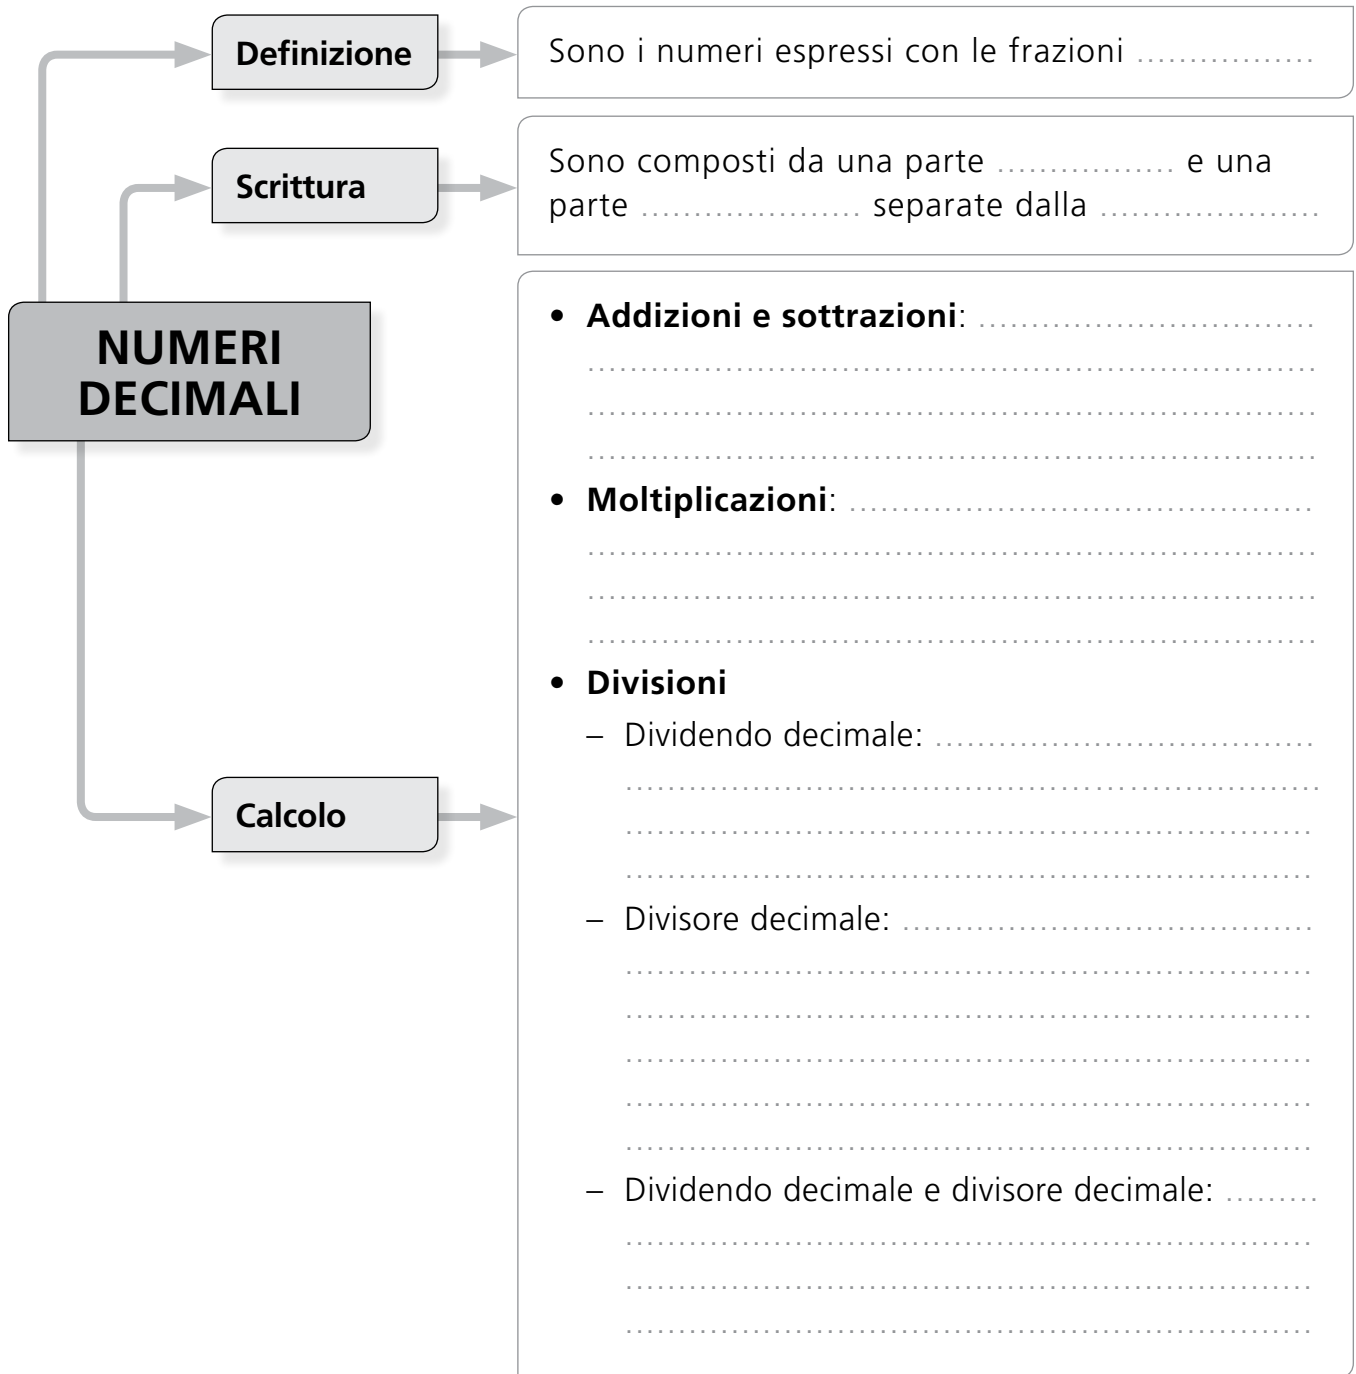 Definizione
Sono i numeri espressi con le frazioni .................
Scrittura
Sono composti da una parte ................. e una
parte ..................... separate dalla .....................
NUMERI
DECIMALI
• Addizioni e sottrazioni: ................................
......................................................................
......................................................................
......................................................................
• Moltiplicazioni: ............................................
......................................................................
......................................................................
......................................................................
• Divisioni
– Dividendo decimale: ....................................
..................................................................
..................................................................
..................................................................
Calcolo
– Divisore decimale: .......................................
..................................................................
..................................................................
..................................................................
..................................................................
..................................................................
– Dividendo decimale e divisore decimale: .........
..................................................................
..................................................................
..................................................................